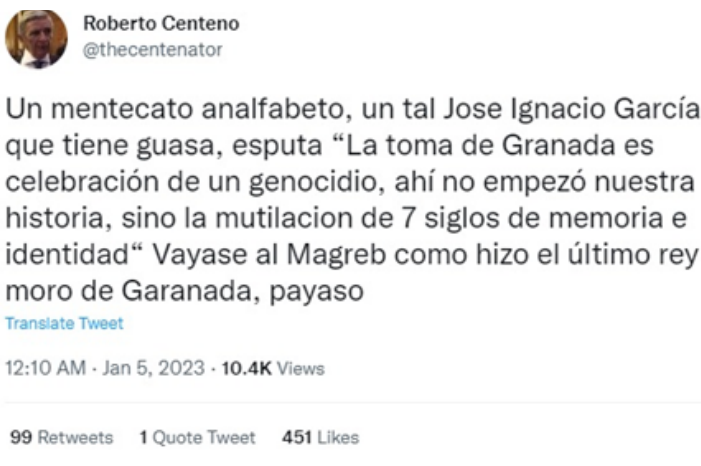 Roberto Centeno
@thecentenator
Un mentecato analfabeto, un tal Jose Ignacio García
que tiene guasa, esputa “La toma de Granada es
celebración de un genocidio, ahí no empezó nuestra
historia, sino la mutilacion de 7 siglos de memoria e
identidad“ Vayase al Magreb como hizo el último rey
moro de Garanada, payaso
Translate Tweet
12:10 AM · Jan 5, 2023 · 10.4K Views
99 Retweets 1 Quote Tweet 451 Likes